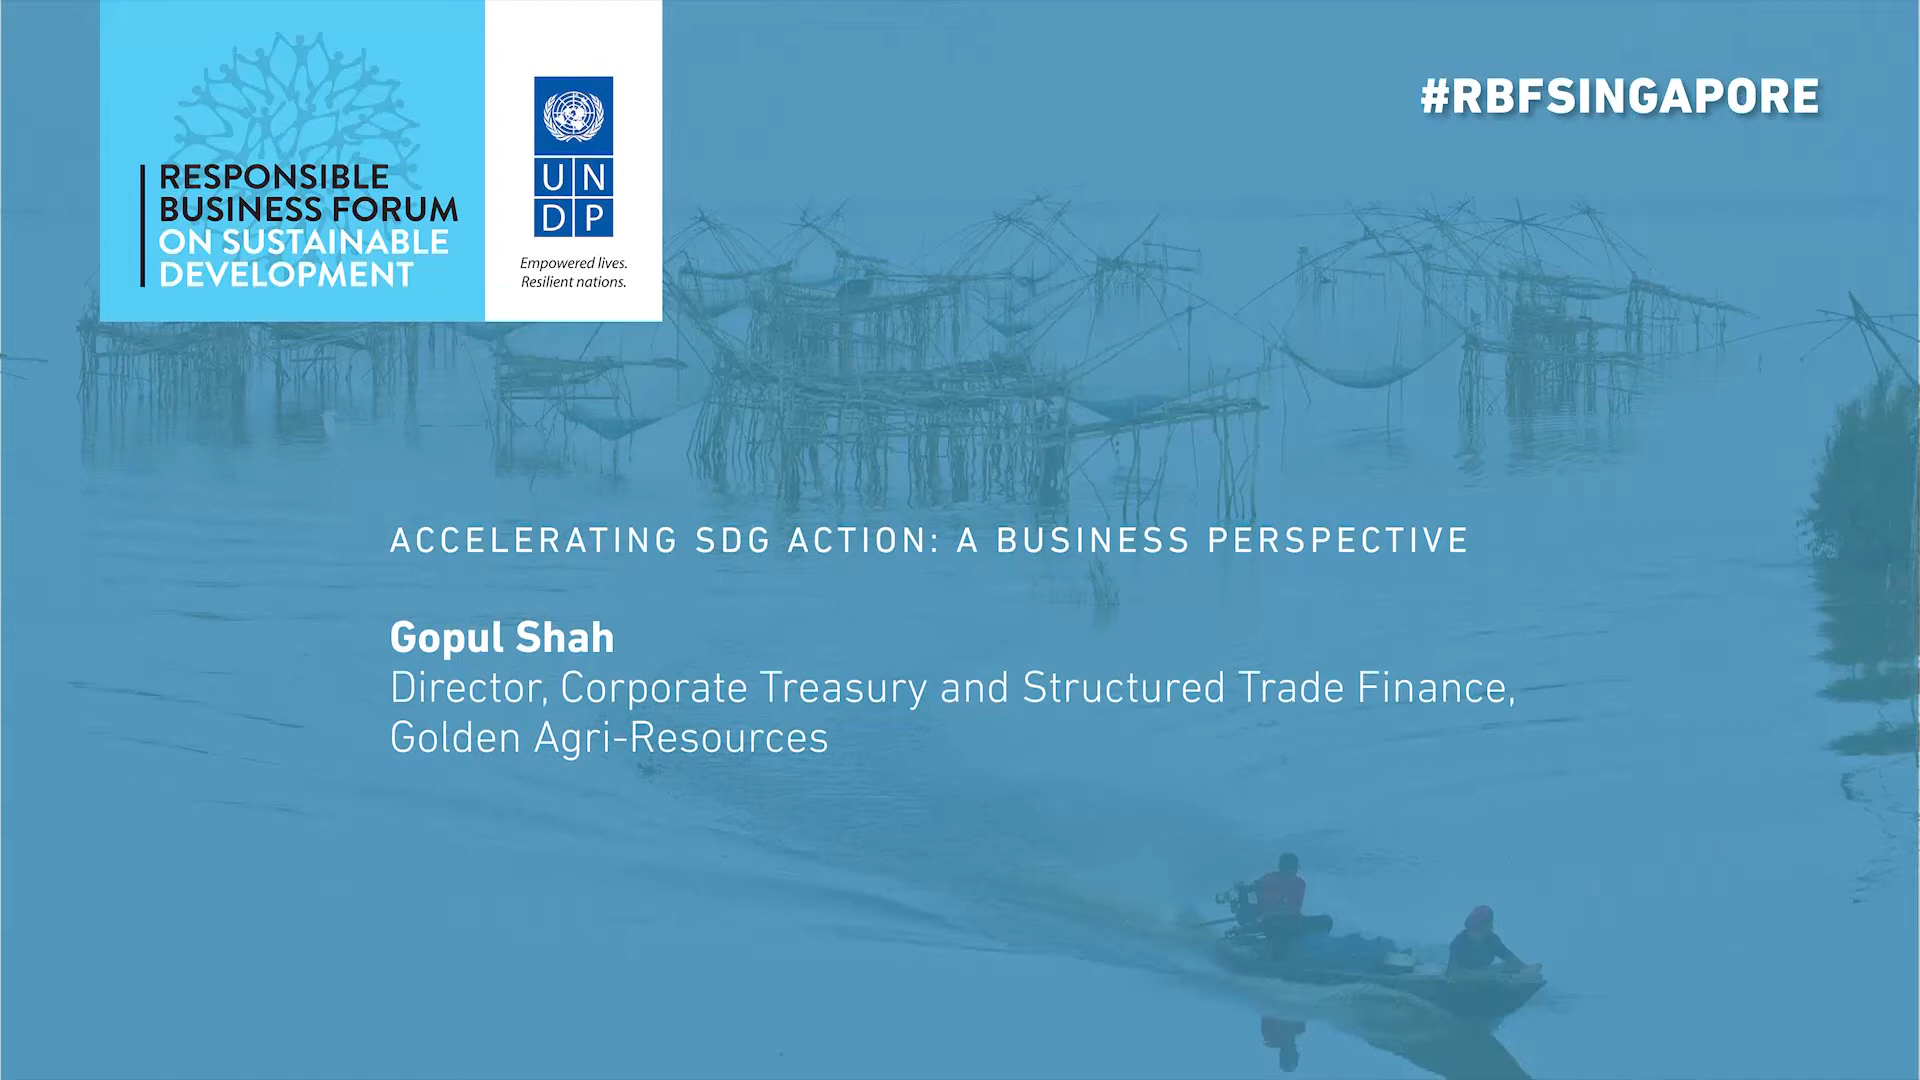 RESPONSIBLE
BUSINESS FORUM
ON SUSTAINABLE
DEVELOPMENT
U N
D P
Empowered lives.
Resilient nations.
#RBFSINGAPORE
ACCELERATING SDG ACTION: A BUSINESS PERSPECTIVE
Gopul Shah
Director, Corporate Treasury and Structured Trade Finance,
Golden Agri-Resources